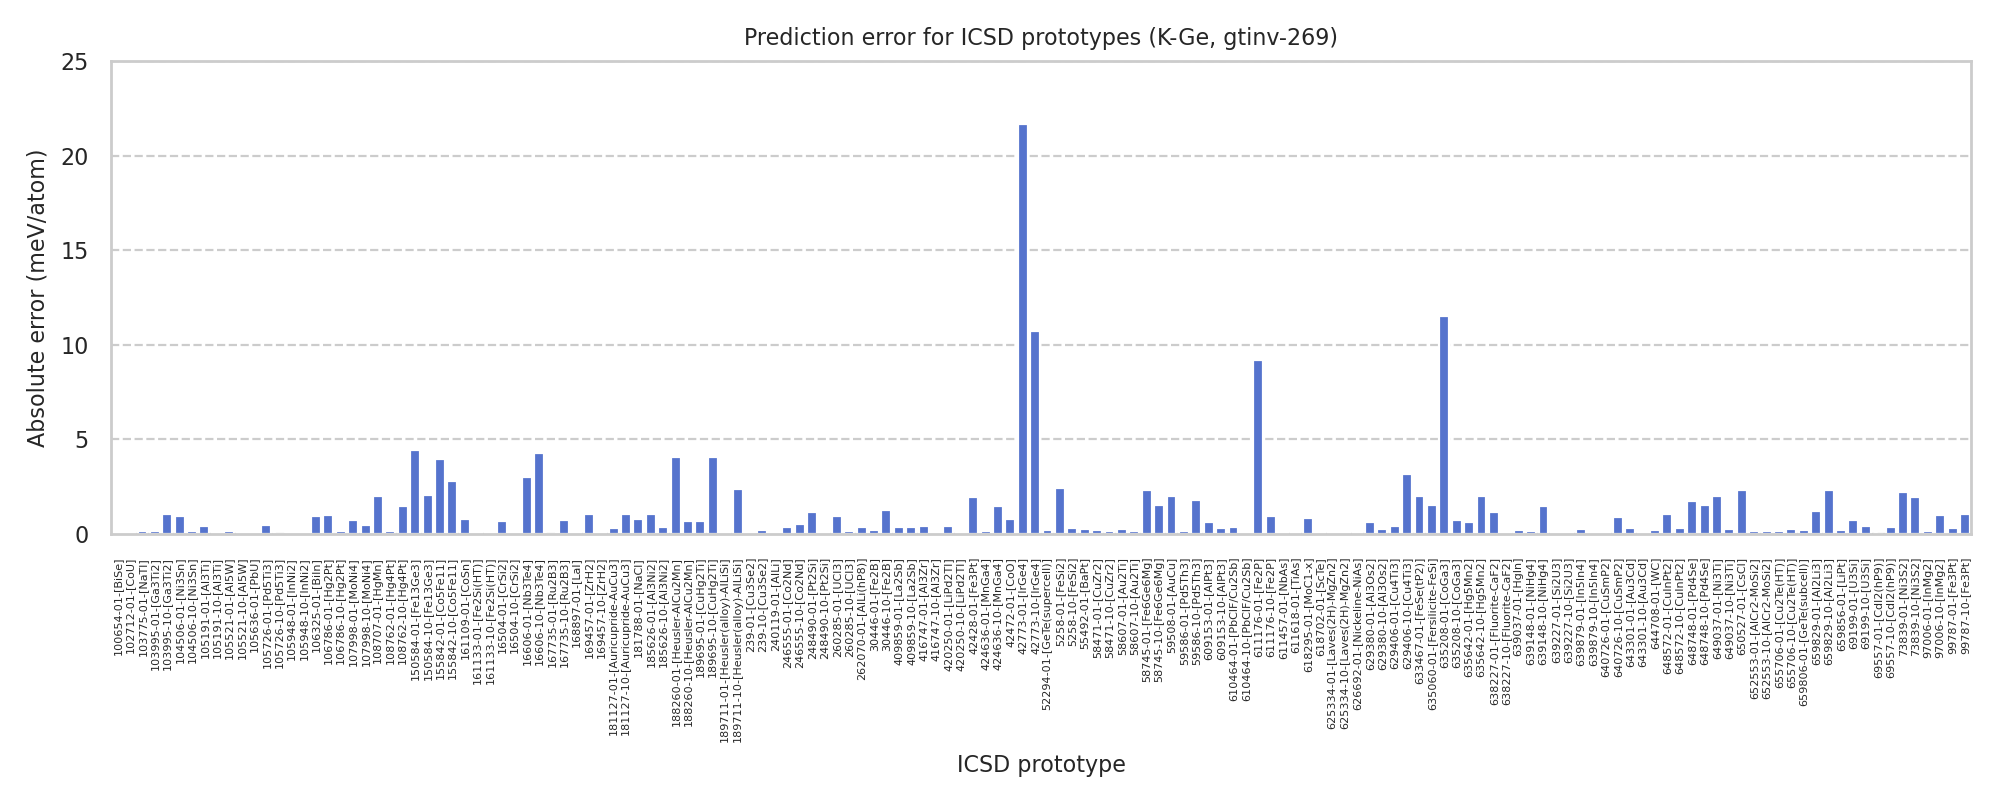 Prediction error for ICSD prototypes (K-Ge, gtinv-269)
Absolute error (meV/atom)
25
20
15
10
5
0
100654-01-[BiSe]
102712-01-[CoU]
103775-01-[NaTl]
103995-01-[Ga3Ti2]
103995-10-[Ga3Ti2]
104506-01-[Ni3Sn]
104506-10-[Ni3Sn]
105191-01-[Al3Ti]
105191-10-[Al3Ti]
105521-01-[Al5W]
105521-10-[Al5W]
105636-01-[PbU]
105726-01-[Pd5Ti3]
105726-10-[Pd5Ti3]
105948-01-[InNi2]
105948-10-[InNi2]
106325-01-[BiIn]
106786-01-[Hg2Pt]
106786-10-[Hg2Pt]
107998-01-[MoNi4]
107998-10-[MoNi4]
108707-01-[HgMn]
108762-01-[Hg4Pt]
108762-10-[Hg4Pt]
150584-01-[Fe13Ge3]
150584-10-[Fe13Ge3]
155842-01-[Co5Fe11]
155842-10-[Co5Fe11]
161109-01-[CoSn]
161133-01-[Fe2Si(HT)]
161133-10-[Fe2Si(HT)]
16504-01-[CrSi2]
16504-10-[CrSi2]
16606-01-[Nb3Te4]
16606-10-[Nb3Te4]
167735-01-[Ru2B3]
167735-10-[Ru2B3]
168897-01-[LaI]
169457-01-[ZrH2]
169457-10-[ZrH2]
181127-01-[Auricupride-AuCu3]
181127-10-[Auricupride-AuCu3]
181788-01-[NaCl]
185626-01-[Al3Ni2]
185626-10-[Al3Ni2]
188260-01-[Heusler-AlCu2Mn]
188260-10-[Heusler-AlCu2Mn]
189695-01-[CuHg2Ti]
189695-10-[CuHg2Ti]
189711-01-[Heusler(alloy)-AlLiSi]
189711-10-[Heusler(alloy)-AlLiSi]
239-01-[Cu3Se2]
239-10-[Cu3Se2]
240119-01-[AlLi]
246555-01-[Co2Nd]
246555-10-[Co2Nd]
248490-01-[Pt2Si]
248490-10-[Pt2Si]
260285-01-[UCl3]
260285-10-[UCl3]
262070-01-[AlLi(hP8)]
30446-01-[Fe2B]
30446-10-[Fe2B]
409859-01-[La2Sb]
409859-10-[La2Sb]
416747-01-[Al3Zr]
416747-10-[Al3Zr]
420250-01-[LiPd2Tl]
420250-10-[LiPd2Tl]
42428-01-[Fe3Pt]
424636-01-[MnGa4]
424636-10-[MnGa4]
42472-01-[CoO]
42773-01-[IrGe4]
42773-10-[IrGe4]
52294-01-[GeTe(supercell)]
5258-01-[FeSi2]
5258-10-[FeSi2]
55492-01-[BaPt]
58471-01-[CuZr2]
58471-10-[CuZr2]
58607-01-[Au2Ti]
58607-10-[Au2Ti]
58745-01-[Fe6Ge6Mg]
58745-10-[Fe6Ge6Mg]
59508-01-[AuCu]
59586-01-[Pd5Th3]
59586-10-[Pd5Th3]
609153-01-[AlPt3]
609153-10-[AlPt3]
610464-01-[PbClF/Cu2Sb]
610464-10-[PbClF/Cu2Sb]
611176-01-[Fe2P]
611176-10-[Fe2P]
611457-01-[NbAs]
611618-01-[TiAs]
618295-01-[MoC1-x]
618702-01-[ScTe]
625334-01-[Laves(2H)-MgZn2]
625334-10-[Laves(2H)-MgZn2]
626692-01-[Nickeline-NiAs]
629380-01-[Al3Os2]
629380-10-[Al3Os2]
629406-01-[Cu4Ti3]
629406-10-[Cu4Ti3]
633467-01-[FeSe(tP2)]
635060-01-[Fersilicite-FeSi]
635208-01-[CoGa3]
635208-10-[CoGa3]
635642-01-[Hg5Mn2]
635642-10-[Hg5Mn2]
638227-01-[Fluorite-CaF2]
638227-10-[Fluorite-CaF2]
639037-01-[HgIn]
639148-01-[NiHg4]
639148-10-[NiHg4]
639227-01-[Si2U3]
639227-10-[Si2U3]
639879-01-[In5In4]
639879-10-[In5In4]
640726-01-[CuSmP2]
640726-10-[CuSmP2]
643301-01-[Au3Cd]
643301-10-[Au3Cd]
644708-01-[WC]
648572-01-[CuInPt2]
648572-10-[CuInPt2]
648748-01-[Pd4Se]
648748-10-[Pd4Se]
649037-01-[Ni3Ti]
649037-10-[Ni3Ti]
650527-01-[CsCl]
652553-01-[AlCr2-MoSi2]
652553-10-[AlCr2-MoSi2]
655706-01-[Cu2Te(HT)]
655706-10-[Cu2Te(HT)]
659806-01-[GeTe(subcell)]
659829-01-[Al2Li3]
659829-10-[Al2Li3]
659856-01-[LiPt]
69199-01-[U3Si]
69199-10-[U3Si]
69557-01-[CdI2(hP9)]
69557-10-[CdI2(hP9)]
73839-01-[Ni3S2]
73839-10-[Ni3S2]
97006-01-[InMg2]
97006-10-[InMg2]
99787-01-[Fe3Pt]
99787-10-[Fe3Pt]
ICSD prototype